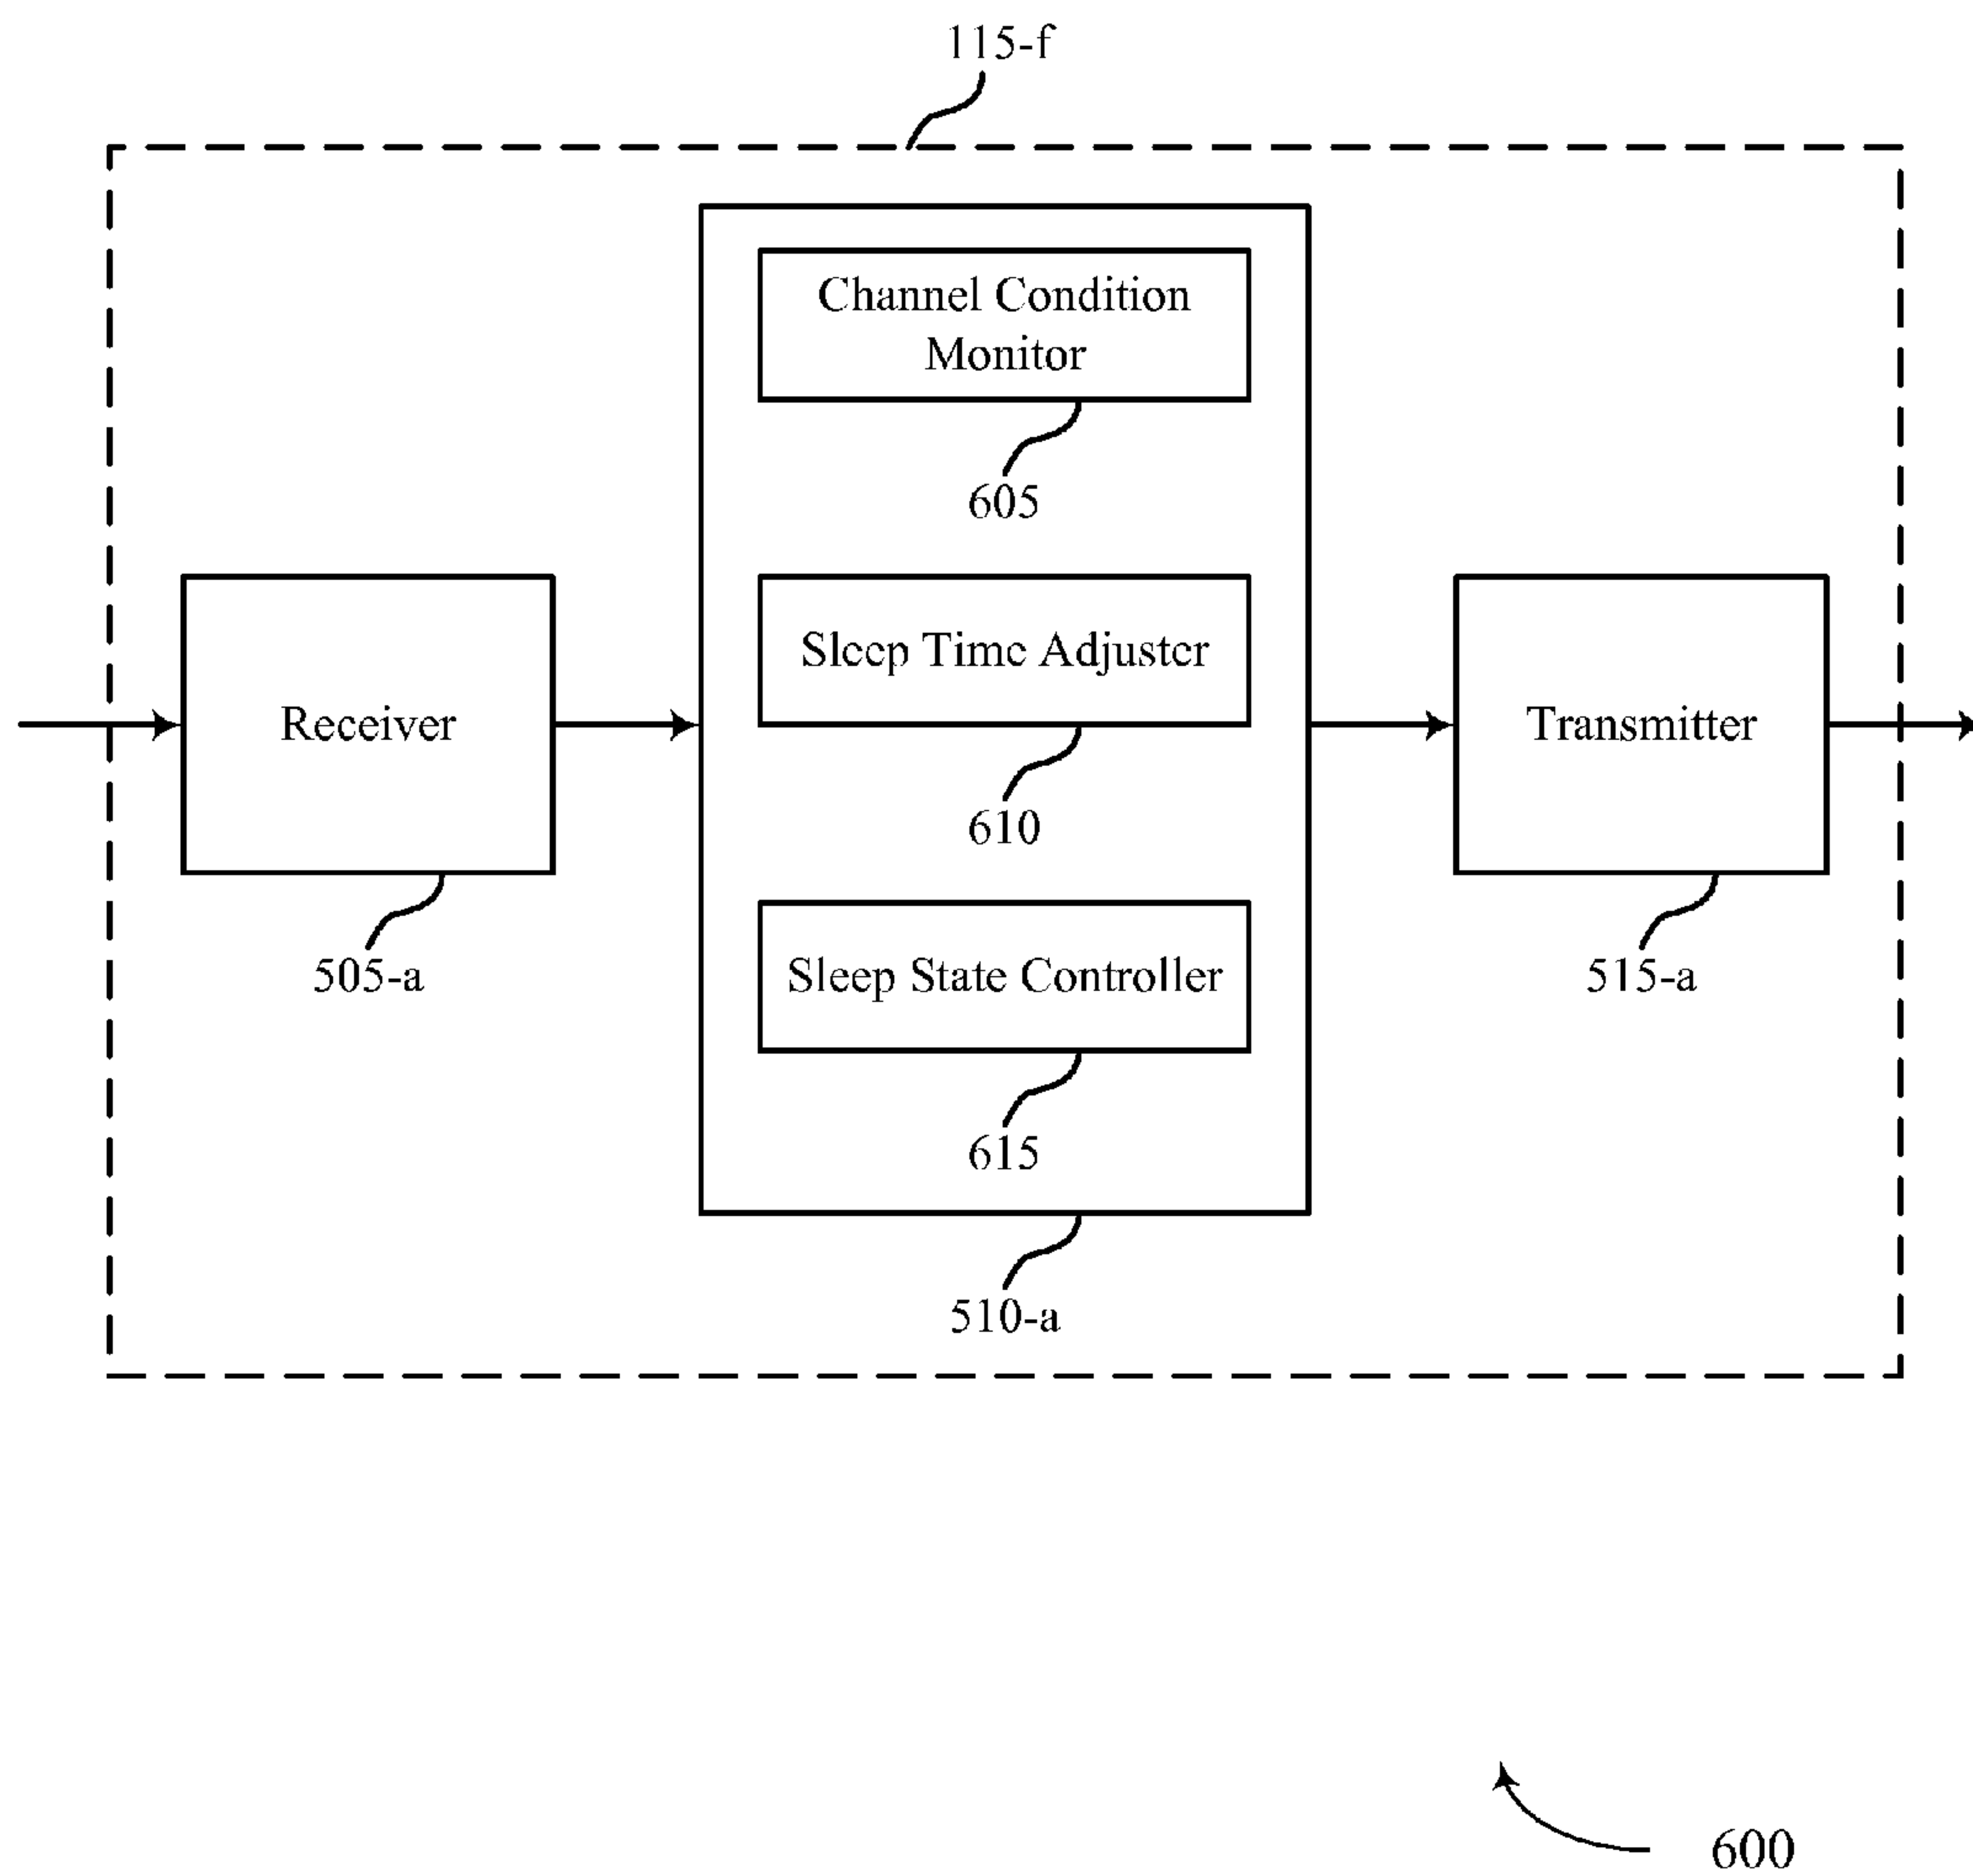 115-f
Channel Condition
Monitor
605
Sleep Time Adjuster
610
Receiver
505-a
Transmitter
515-a
Sleep State Controller
615
510-a
600